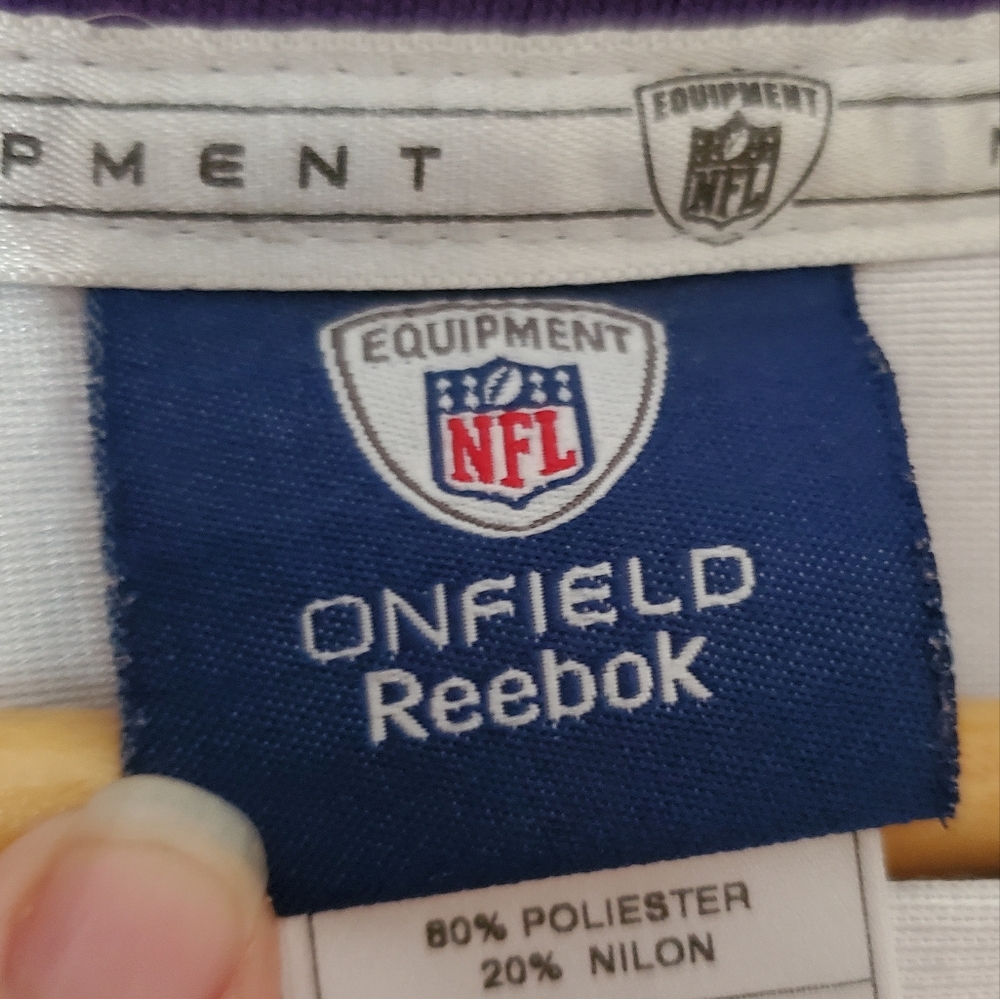 PMENT
EQUIPMENT
NFL
EQUIPMENT
NFL
ONFIELD
Reebok
80% POLIESTER
20% NILON